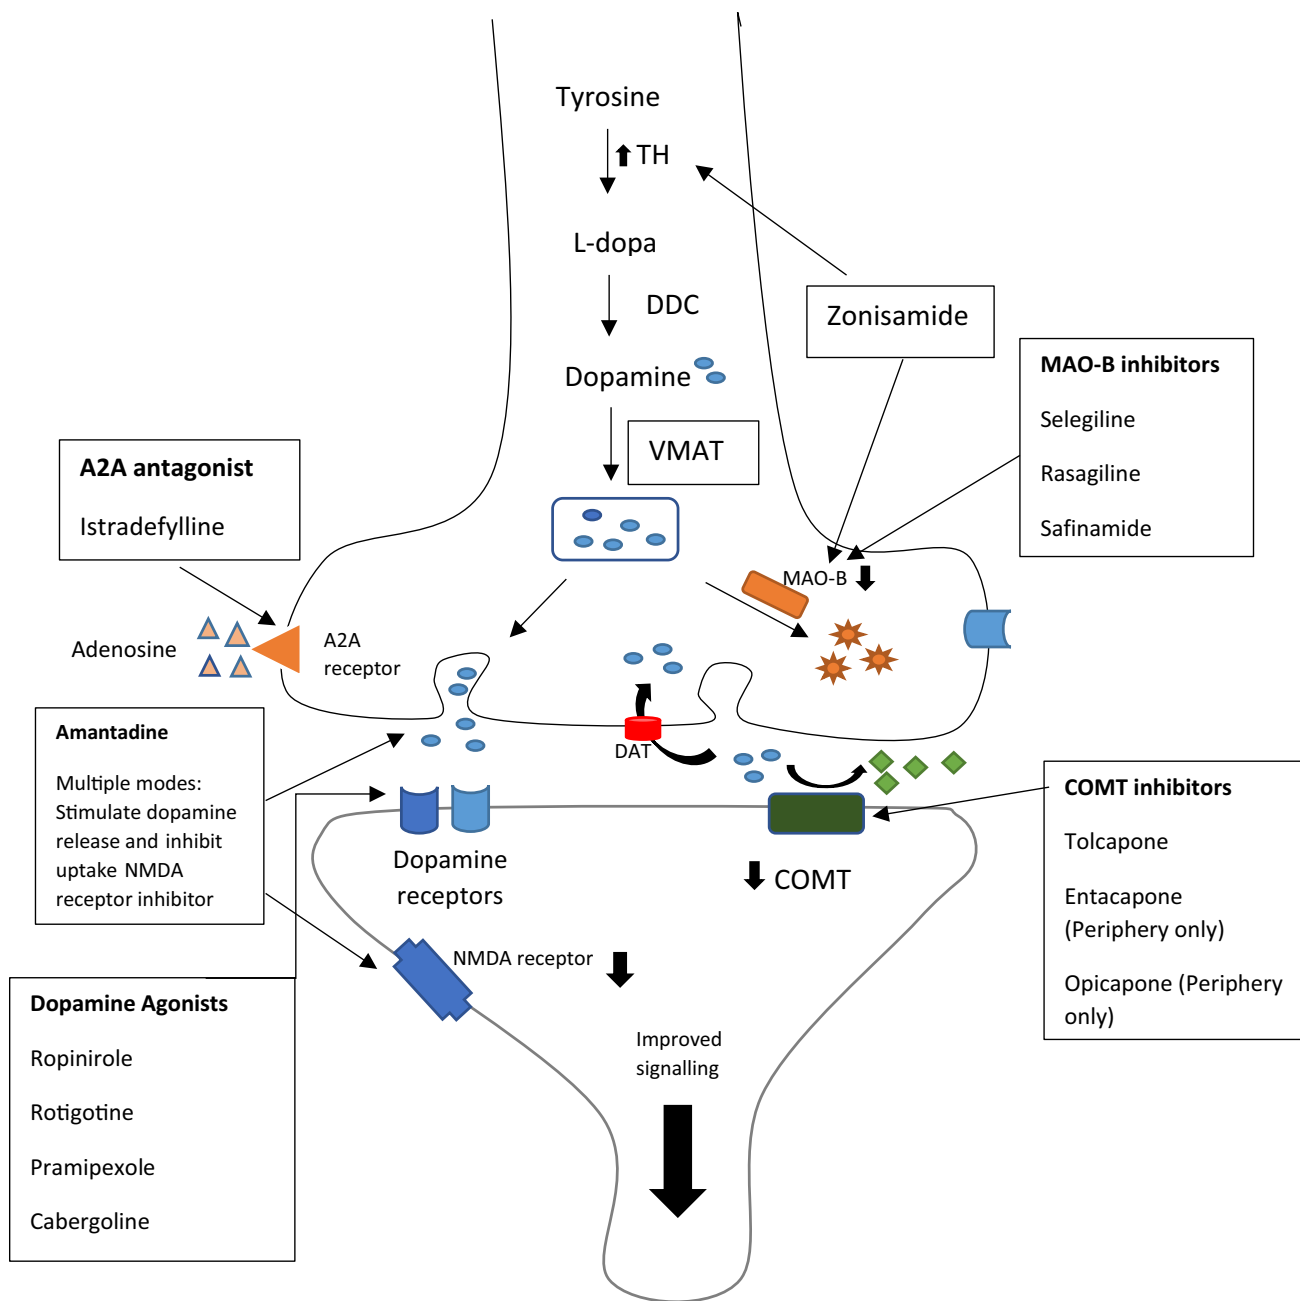 Tyrosine
TH
L-dopa
DDC
Dopamine
VMAT
Zonisamide
MAO-B inhibitors
Selegiline
Rasagiline
Safinamide
A2A antagonist
Istradefylline
MAO-B
Adenosine
A2A
receptor
Amantadine
Multiple modes:
Stimulate dopamine
release and inhibit
uptake NMDA
receptor inhibitor
DAT
Dopamine
receptors
COMT
COMT inhibitors
Tolcapone
Entacapone
(Periphery only)
Opicapone (Periphery
only)
NMDA receptor
Dopamine Agonists
Ropinirole
Rotigotine
Pramipexole
Cabergoline
Improved
signalling